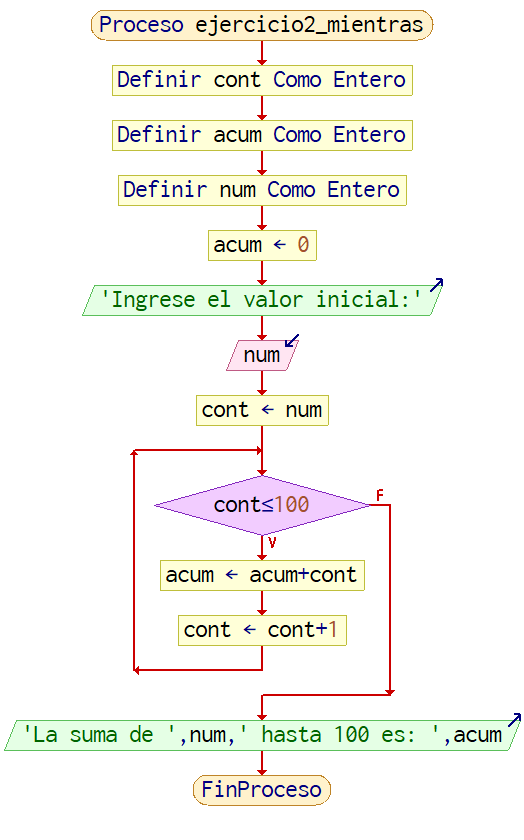 Proceso ejercicio2_mientras
Definir cont Como Entero
Definir acum Como Entero
Definir num Como Entero
acum ← 0
'Ingrese el valor inicial:'
num
cont ← num
cont≤100
F
V
acum ← acum+cont
cont ← cont+1
'La suma de ',num,' hasta 100 es: ',acum
FinProceso